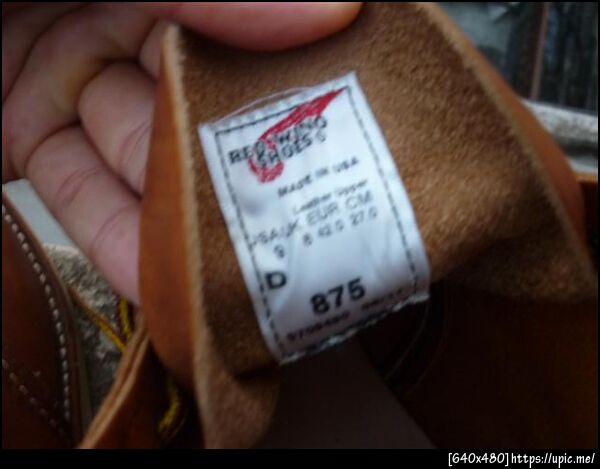 RED WING
SHOES
MADE IN USA
Leather Upper
USA UK EUR CM
9 8 42.0 27.0
D
875
[640x480]https://upic.me/